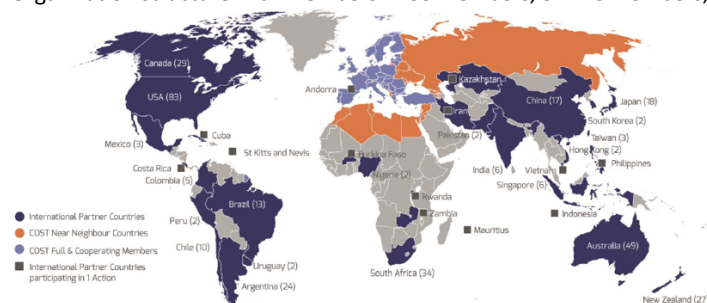 Canada (29)
USA (83)
Mexico (3)
Cuba
St Kitts and Nevis
Costa Rica
Colombia (5)
Brazil (13)
Peru (2)
Chile (10)
Uruguay (2)
Argentina (24)
Andorra
Kazakhstan
Iran
Pakistan (2)
China (17)
Japan (18)
South Korea (2)
Taiwan (3)
Hong Kong (2)
Philippines
Vietnam
India (6)
Singapore (6)
Indonesia
Burkina Faso
Nigeria (2)
Rwanda
Zambia
Mauritius
South Africa (34)
Australia (49)
New Zealand (27
International Partner Countries
COST Near Neighbour Countries
COST Full & Cooperating Members
International Partner Countries
participating in 1 Action